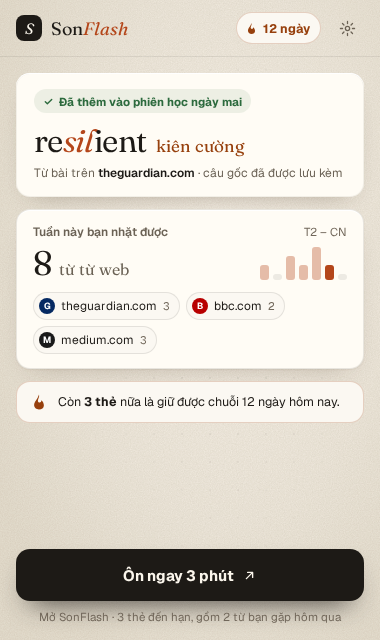 S SonFlash
12 ngày
Đã thêm vào phiên học ngày mai
resilient kiên cường
Từ bài trên theguardian.com · câu gốc đã được lưu kèm
Tuần này bạn nhặt được
T2 – CN
8 từ từ web
G theguardian.com 3
B bbc.com 2
M medium.com 3
Còn 3 thẻ nữa là giữ được chuỗi 12 ngày hôm nay.
Ôn ngay 3 phút ↗
Mở SonFlash · 3 thẻ đến hạn, gồm 2 từ bạn gặp hôm qua